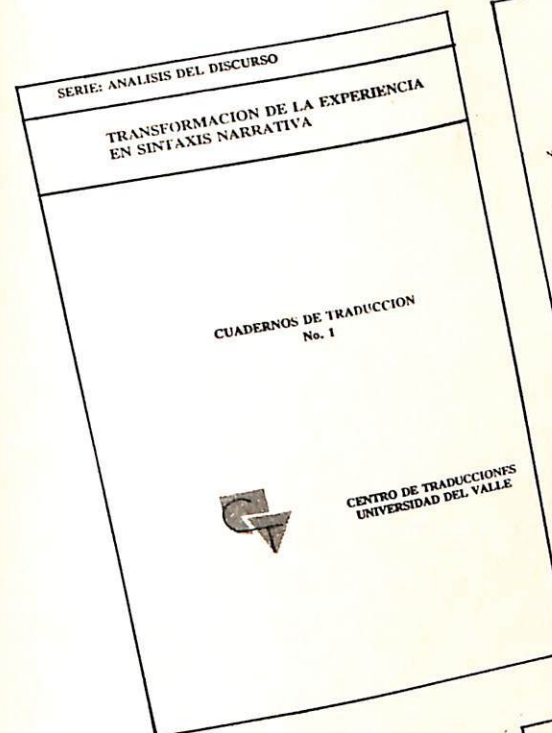 SERIE: ANALISIS DEL DISCURSO
TRANSFORMACION DE LA EXPERIENCIA
EN SINTAXIS NARRATIVA
CUADERNOS DE TRADUCCION
No. 1
CENTRO DE TRADUCCIONES
UNIVERSIDAD DEL VALLE